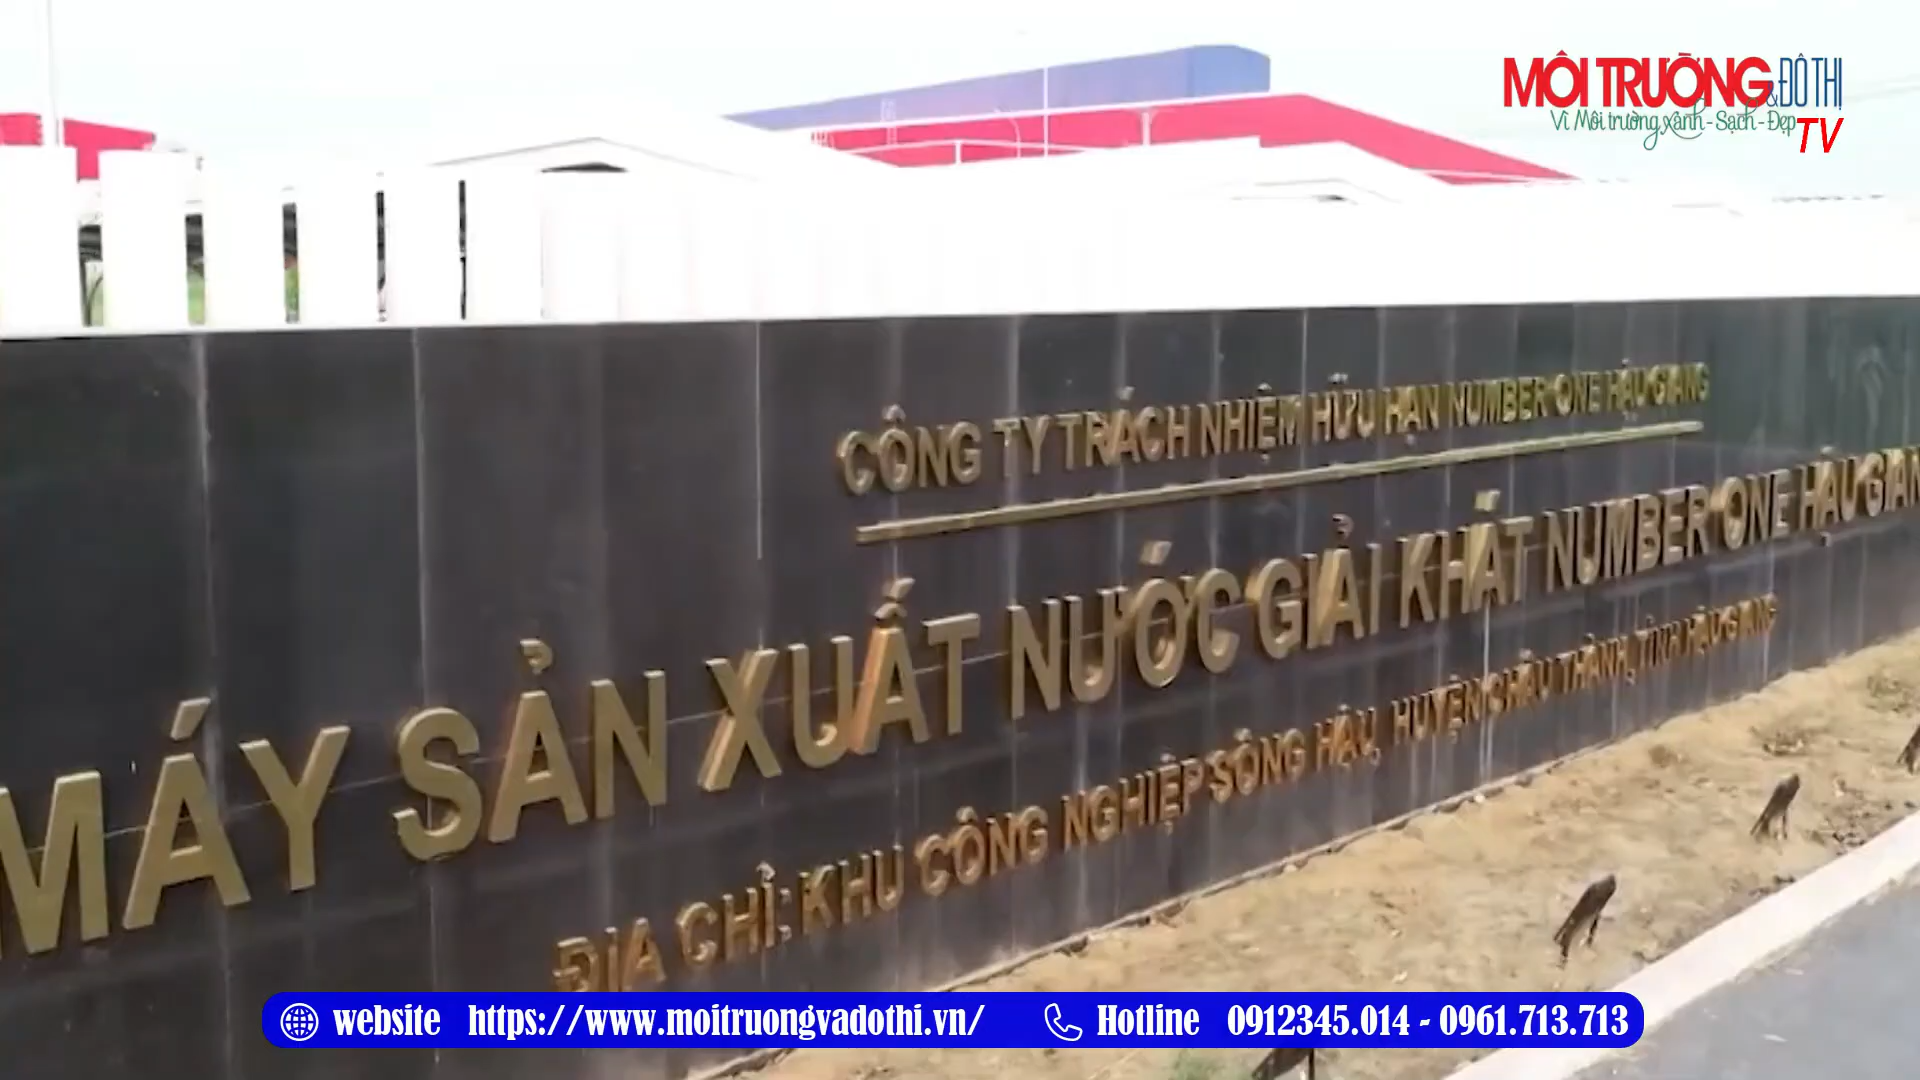 MÔI TRƯỜNG & ĐÔ THỊ
Vì Môi trường xanh - Sạch - Đẹp
TV
CÔNG TY TRÁCH NHIỆM HỮU HẠN NUMBER ONE HẬU GIANG
MÁY SẢN XUẤT NƯỚC GIẢI KHÁT NUMBER ONE HẬU GIANG
ĐỊA CHỈ: KHU CÔNG NGHIỆP SÔNG HẬU, HUYỆN CHÂU THÀNH, TỈNH HẬU GIANG
website https://www.moitruongvadothi.vn/ Hotline 0912345.014 - 0961.713.713